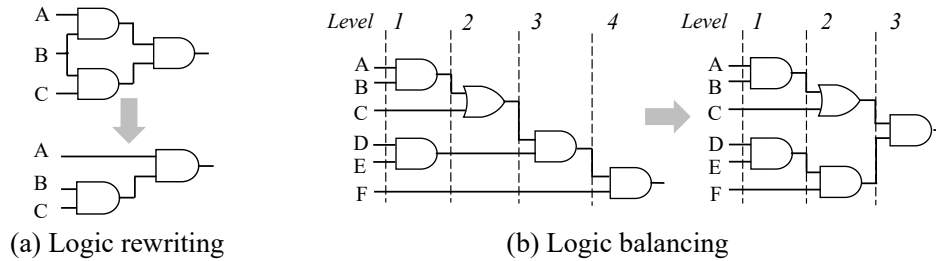 A
B
C
A
B
C
(a) Logic rewriting
Level 1 2 3 4
A
B
C
D
E
F
Level 1 2 3
A
B
C
D
E
F
(b) Logic balancing